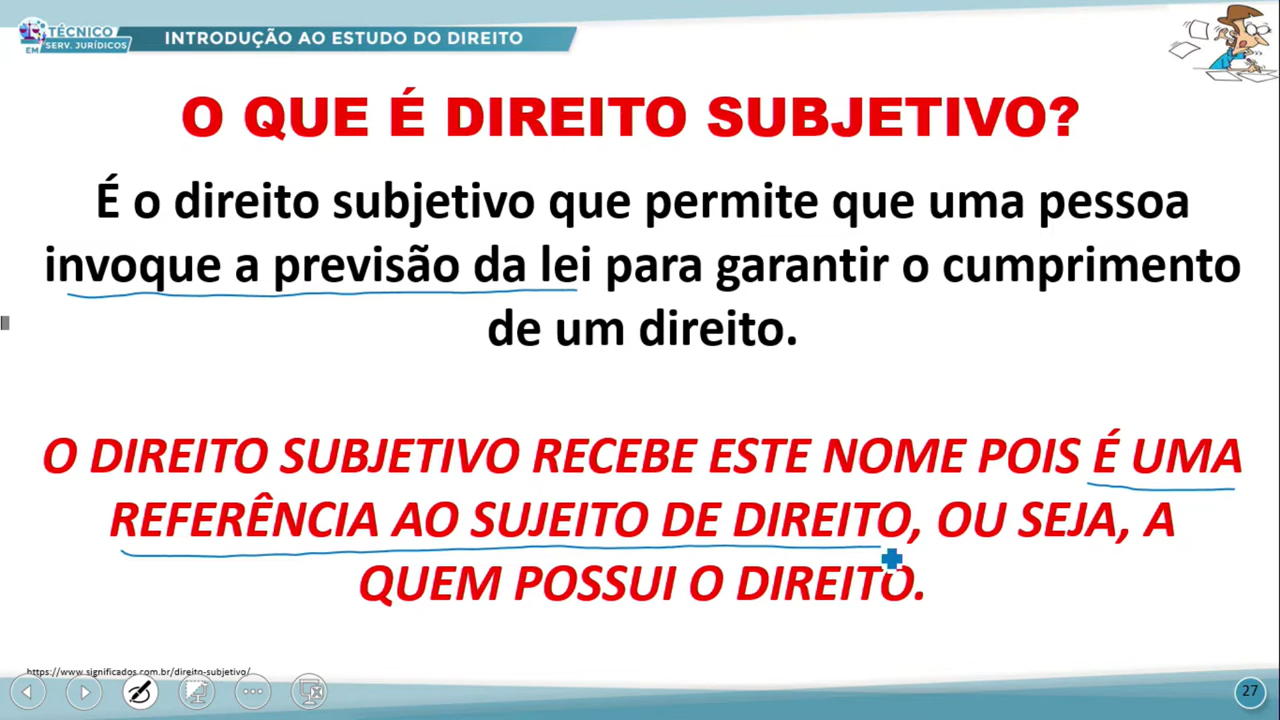 TÉCNICO
EM SERV. JURÍDICOS
INTRODUÇÃO AO ESTUDO DO DIREITO
O QUE É DIREITO SUBJETIVO?
É o direito subjetivo que permite que uma pessoa
invoque a previsão da lei para garantir o cumprimento
de um direito.
O DIREITO SUBJETIVO RECEBE ESTE NOME POIS É UMA
REFERÊNCIA AO SUJEITO DE DIREITO, OU SEJA, A
QUEM POSSUI O DIREITO.
https://www.significados.com.br/direito-subjetivo/
27